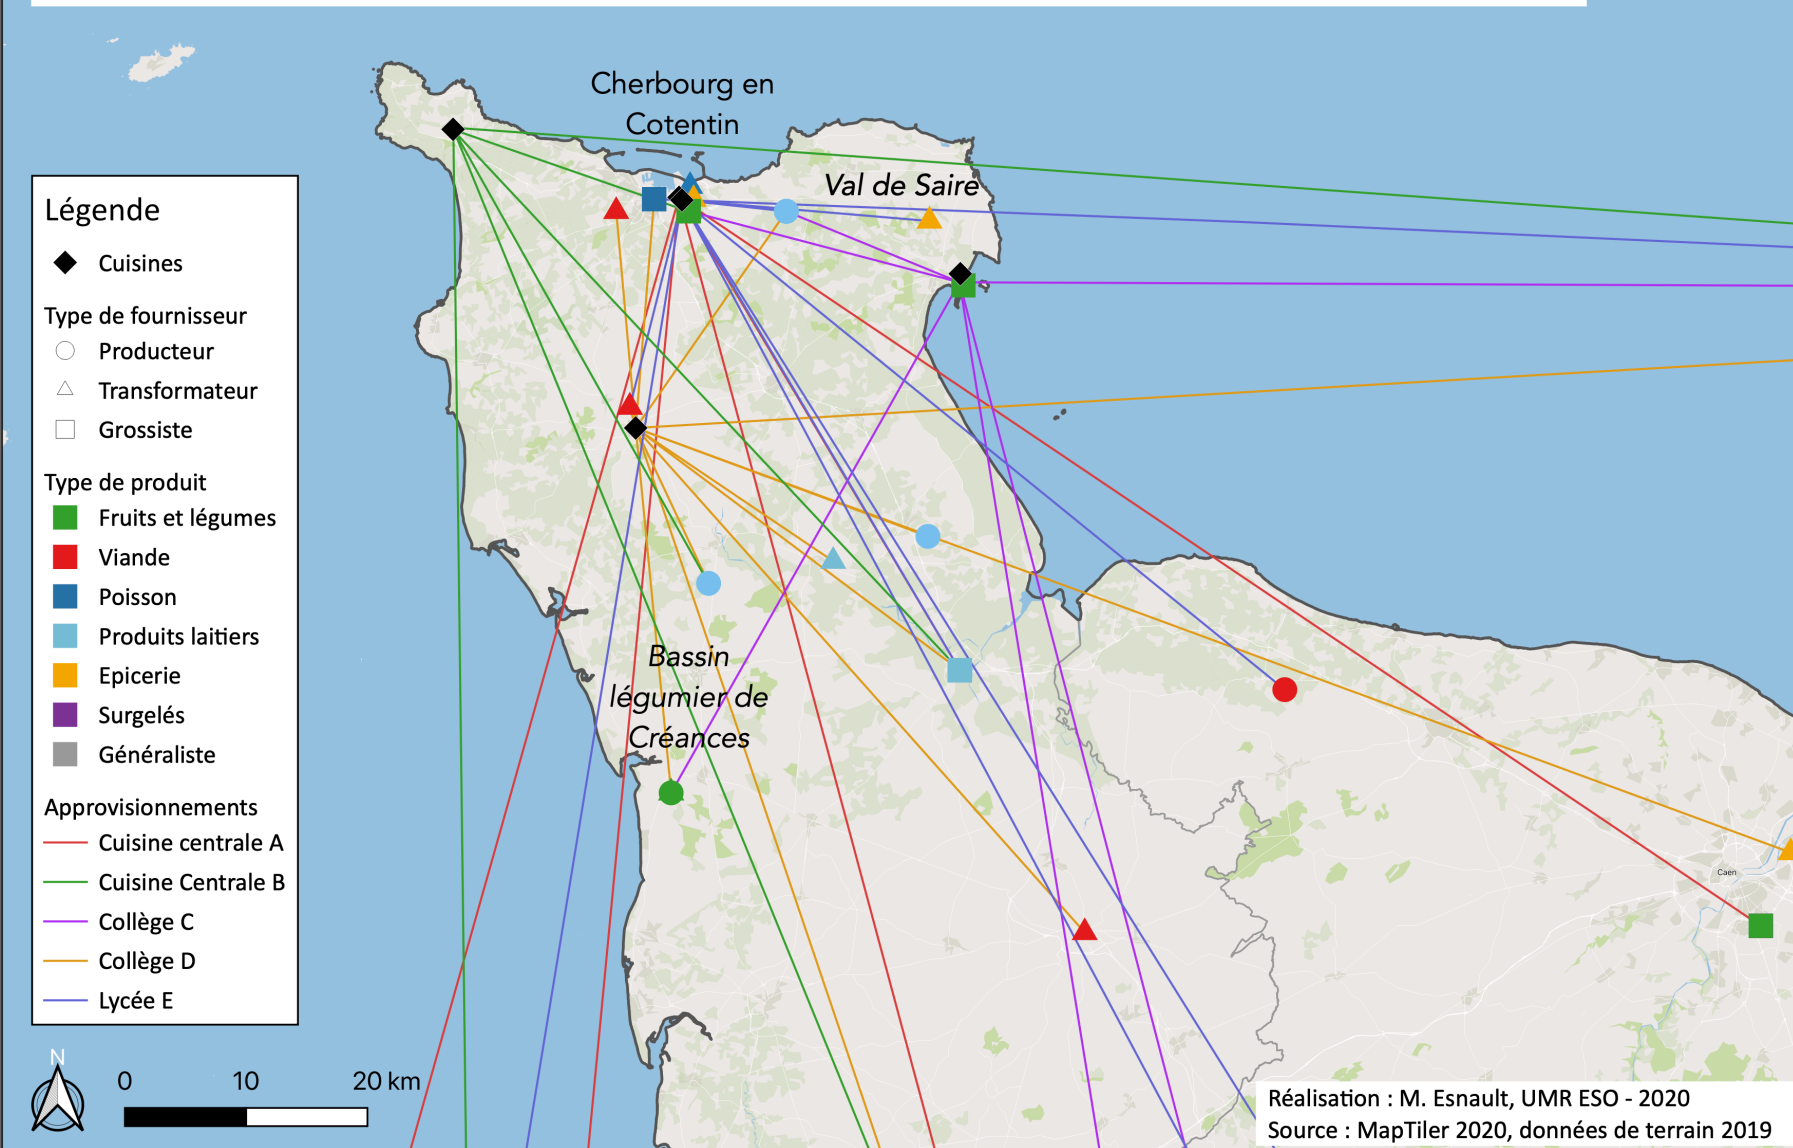 Cherbourg en
Cotentin
Val de Saire
Légende
Cuisines
Type de fournisseur
Producteur
Transformateur
Grossiste
Type de produit
Fruits et légumes
Viande
Poisson
Produits laitiers
Epicerie
Surgelés
Généraliste
Approvisionnements
Cuisine centrale A
Cuisine Centrale B
Collège C
Collège D
Lycée E
Bassin
légumier de
Créances
Caen
N
0 10 20 km
Réalisation : M. Esnault, UMR ESO - 2020
Source : MapTiler 2020, données de terrain 2019